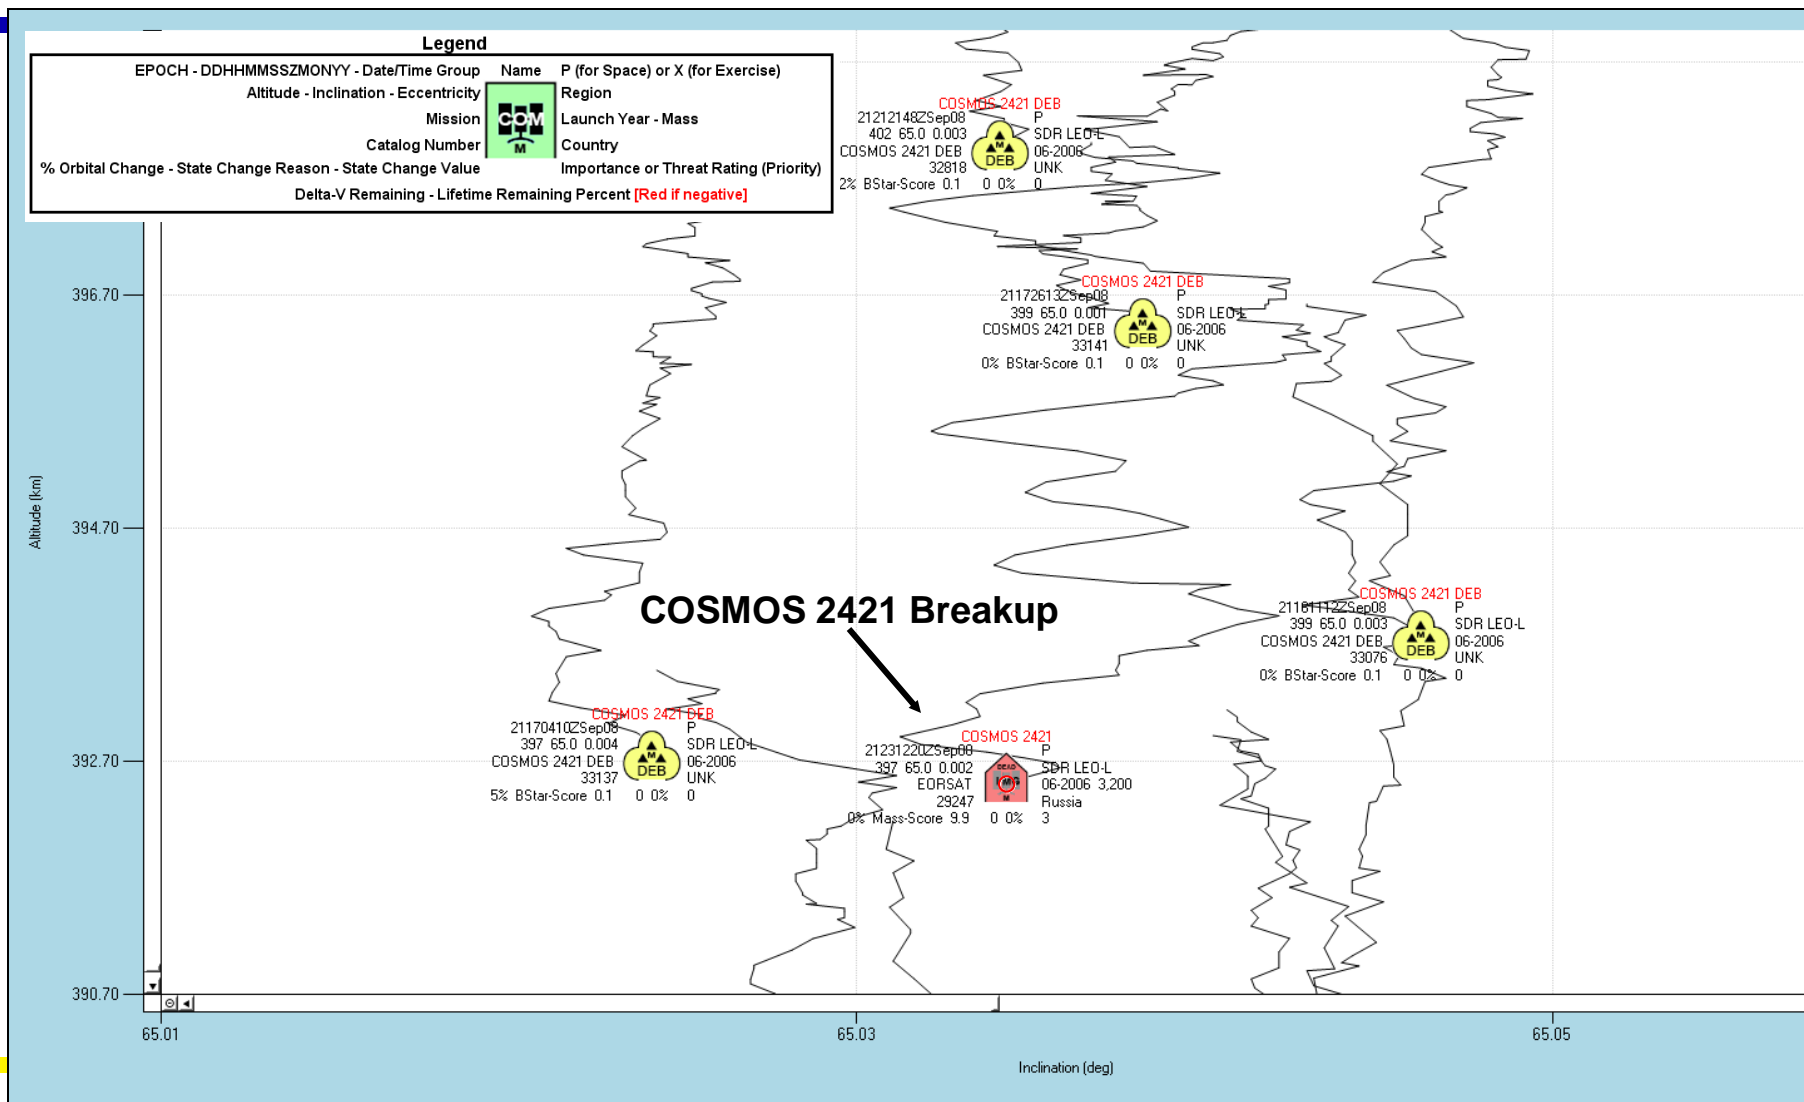 Legend
EPOCH - DDHHMMSSZMONYY - Date/Time Group Name P (for Space) or X (for Exercise)
Altitude - Inclination - Eccentricity Region
Mission COM Launch Year - Mass
Catalog Number M Country
% Orbital Change - State Change Reason - State Change Value Importance or Threat Rating (Priority)
Delta-V Remaining - Lifetime Remaining Percent [Red if negative]
COSMOS 2421 DEB
21212148ZSep08 P
402 65.0 0.003 M SDR LEO-L
COSMOS 2421 DEB DEB 06-2006
32818 UNK
2% BStar-Score 0.1 0 0% 0
396.70
COSMOS 2421 DEB
21172613ZSep08 P
399 65.0 0.001 M SDR LEO-L
COSMOS 2421 DEB DEB 06-2006
33141 UNK
0% BStar-Score 0.1 0 0% 0
Altitude (km)
394.70
COSMOS 2421 Breakup
COSMOS 2421 DEB
21161112ZSep08 P
399 65.0 0.003 M SDR LEO-L
COSMOS 2421 DEB DEB 06-2006
33076 UNK
0% BStar-Score 0.1 0 0% 0
COSMOS 2421 DEB
21170410ZSep08 P
397 65.0 0.004 M SDR LEO-L
COSMOS 2421 DEB DEB 06-2006
33137 UNK
5% BStar-Score 0.1 0 0% 0
392.70
COSMOS 2421
21231220ZSep08 P
397 65.0 0.002 DEAD SDR LEO-L
EORSAT 06-2006 3,200
29247 M Russia
0% Mass-Score 9.9 0 0% 3
390.70
65.01 65.03 65.05
Inclination (deg)